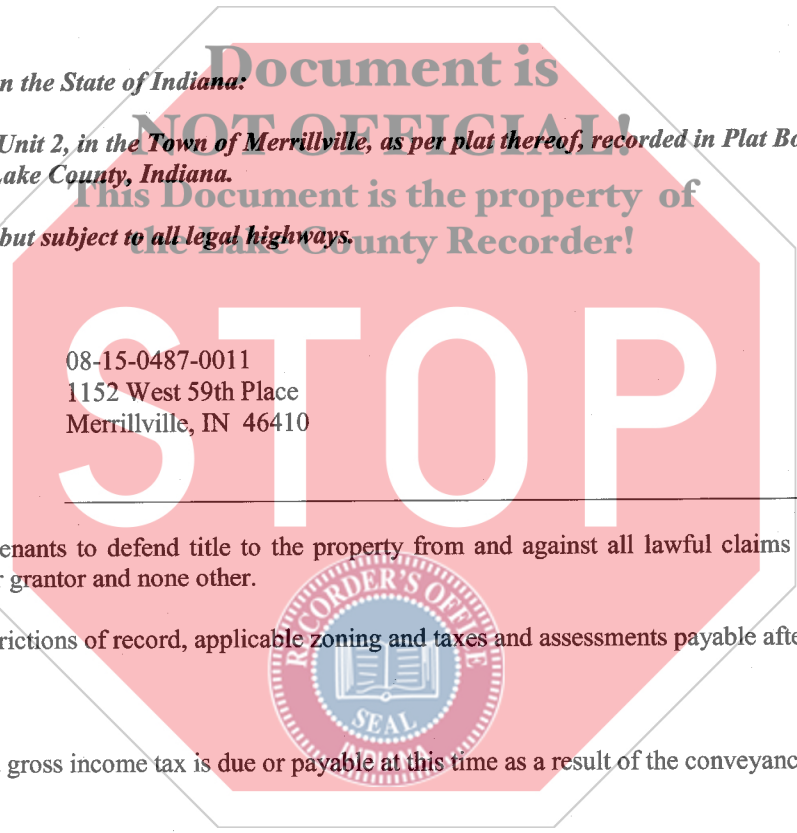 Document is
n the State of Indiana:
NOT OFFICIAL!
Unit 2, in the Town of Merrillville, as per plat thereof, recorded in Plat Bo
ake County, Indiana.
This Document is the property of
but subject to all legal highways.
the Lake County Recorder!
STOP
08-15-0487-0011
1152 West 59th Place
Merrillville, IN 46410
enants to defend title to the property from and against all lawful claims
grantor and none other.
RECORDER'S OFFICE
rictions of record, applicable zoning and taxes and assessments payable afte
SEAL
INDIANA
gross income tax is due or payable at this time as a result of the conveyanc